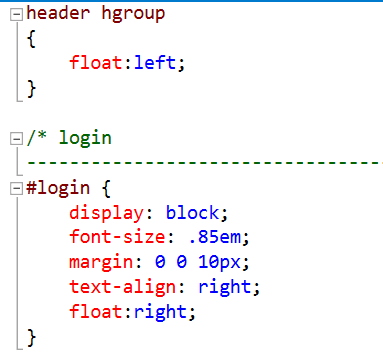 header hgroup
{
    float:left;
}

/* login
----------------------------------
#login {
    display: block;
    font-size: .85em;
    margin: 0 0 10px;
    text-align: right;
    float:right;
}